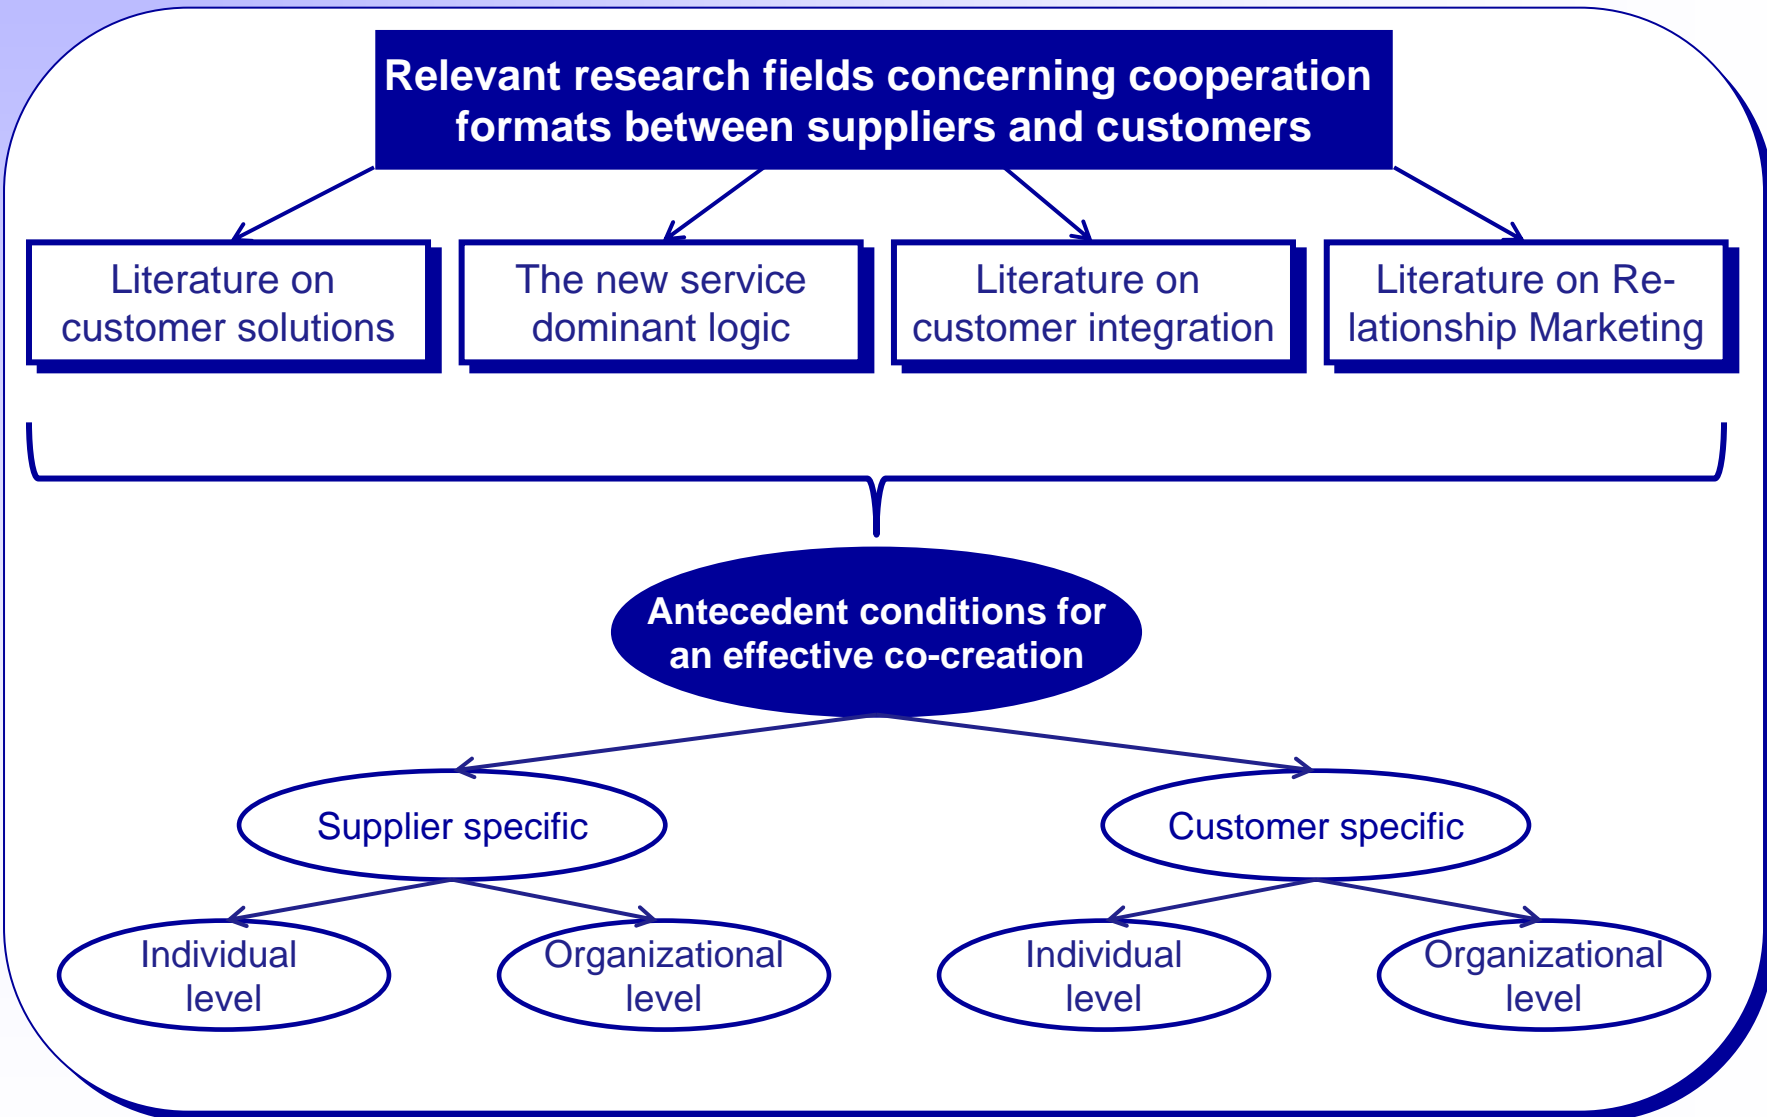 Relevant research fields concerning cooperation
formats between suppliers and customers
Literature on
customer solutions
The new service
dominant logic
Literature on
customer integration
Literature on Re-
lationship Marketing
Antecedent conditions for
an effective co-creation
Supplier specific
Customer specific
Individual
level
Organizational
level
Individual
level
Organizational
level